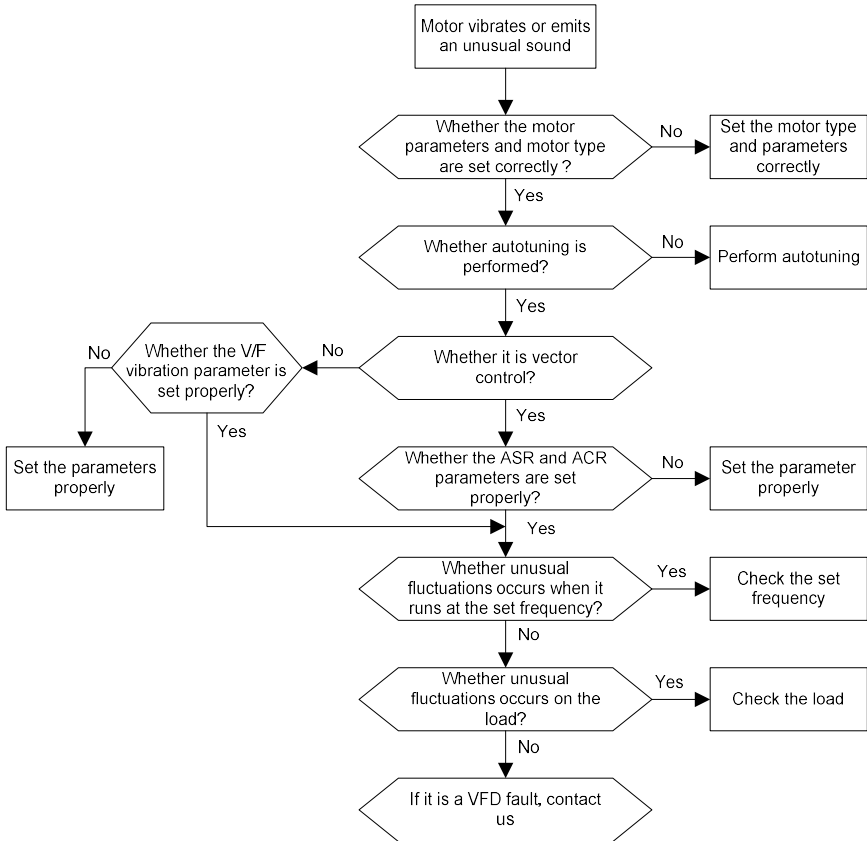 Motor vibrates or emits
an unusual sound
Whether the motor
parameters and motor type
are set correctly ?
No
Set the motor type
and parameters
correctly
Yes
Whether autotuning is
performed?
No
Perform autotuning
Yes
Whether it is vector
control?
No
Whether the V/F
vibration parameter is
set properly?
No
Set the parameters
properly
Yes
Yes
Whether the ASR and ACR
parameters are set
properly?
No
Set the parameter
properly
Yes
Whether unusual
fluctuations occurs when it
runs at the set frequency?
Yes
Check the set
frequency
No
Whether unusual
fluctuations occurs on the
load?
Yes
Check the load
No
If it is a VFD fault, contact
us